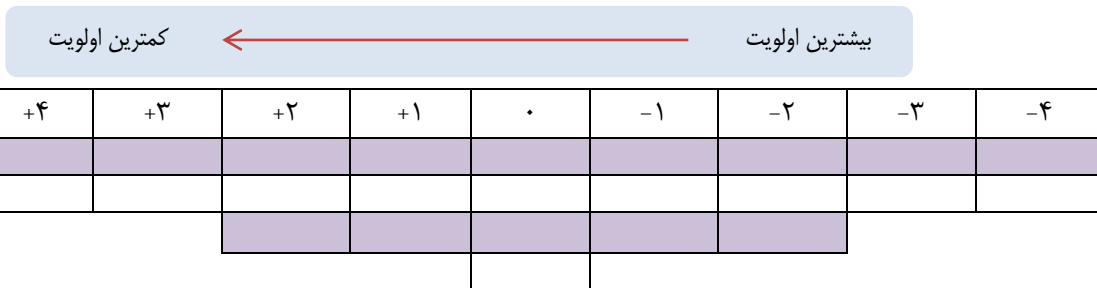 بیشترین اولویت کمترین اولویت
-۴ -۳ -۲ -۱ ۰ +۱ +۲ +۳ +۴